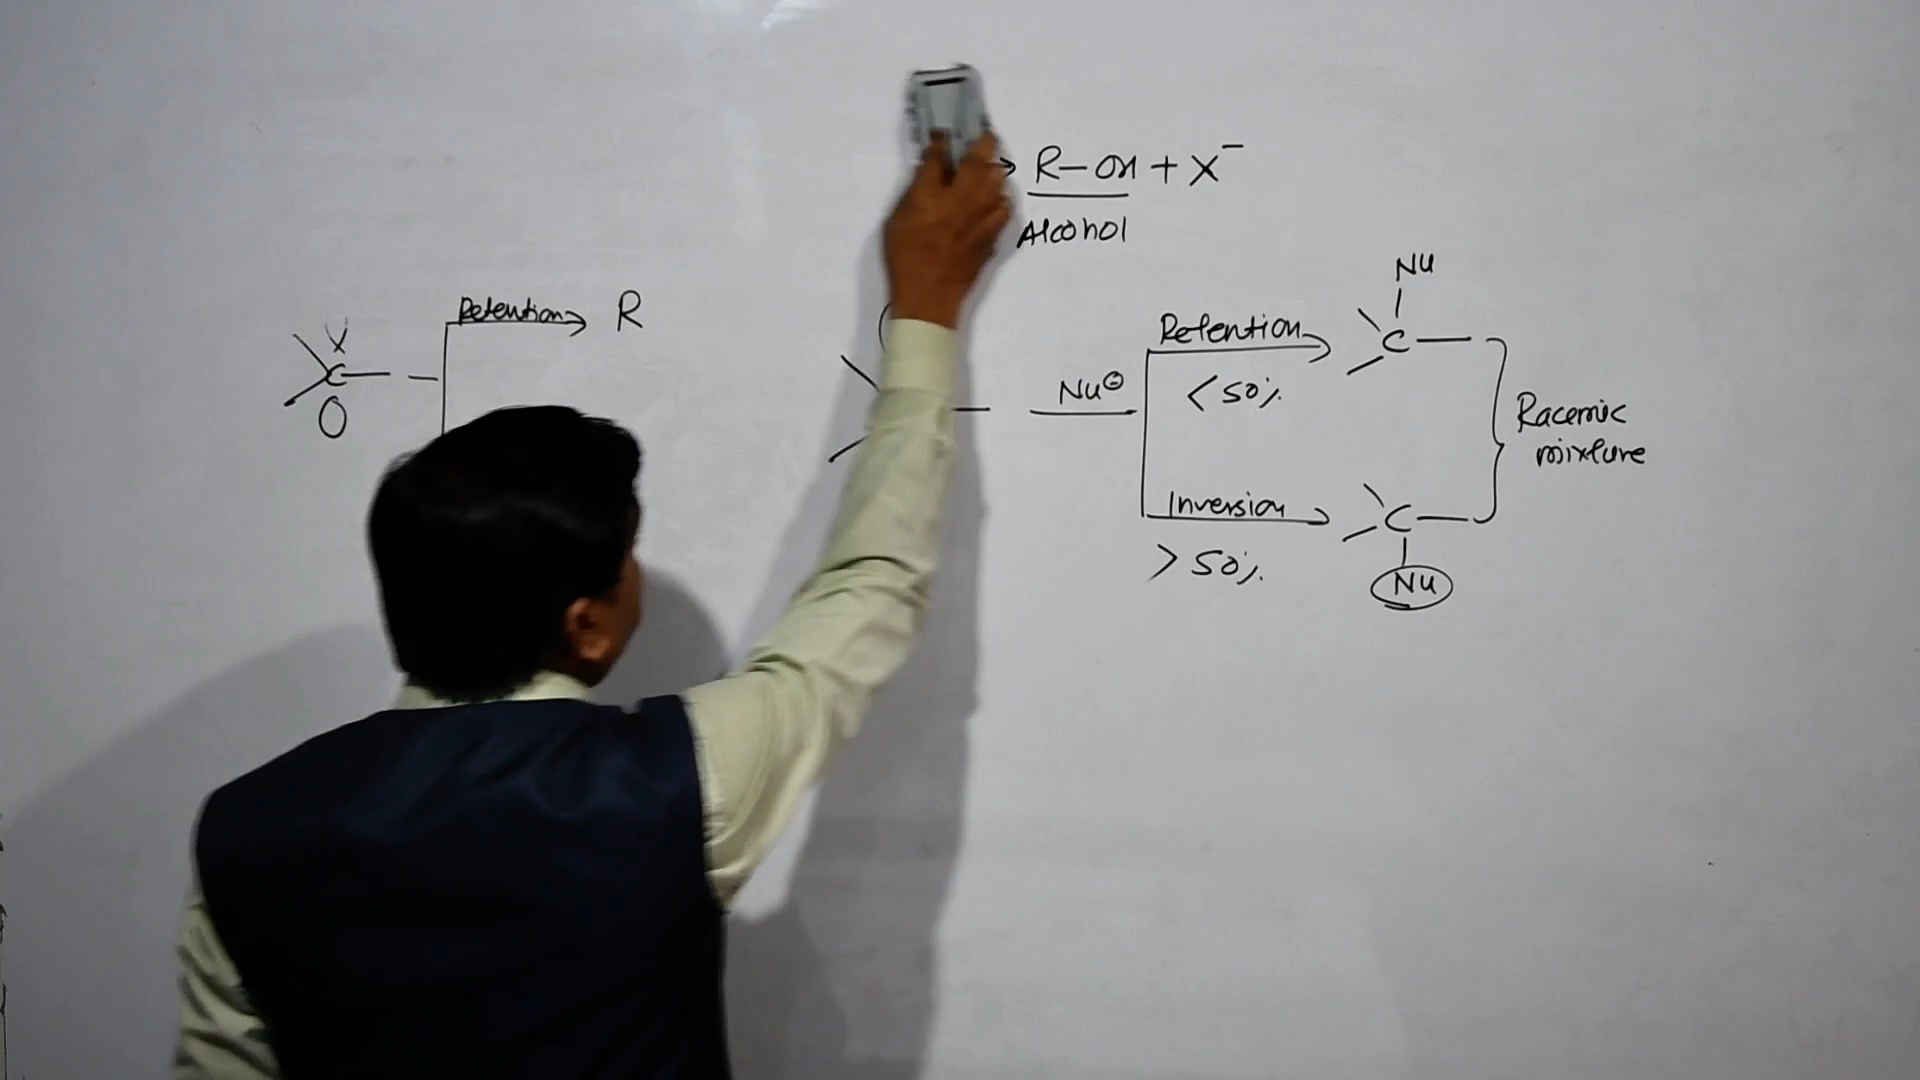 → R-OH + X⁻
Alcohol
X
C
O
Retention
R
Nu⊖
Retention
< 50%
Nu
C
Racemic
mixture
Inversion
> 50%
C
Nu